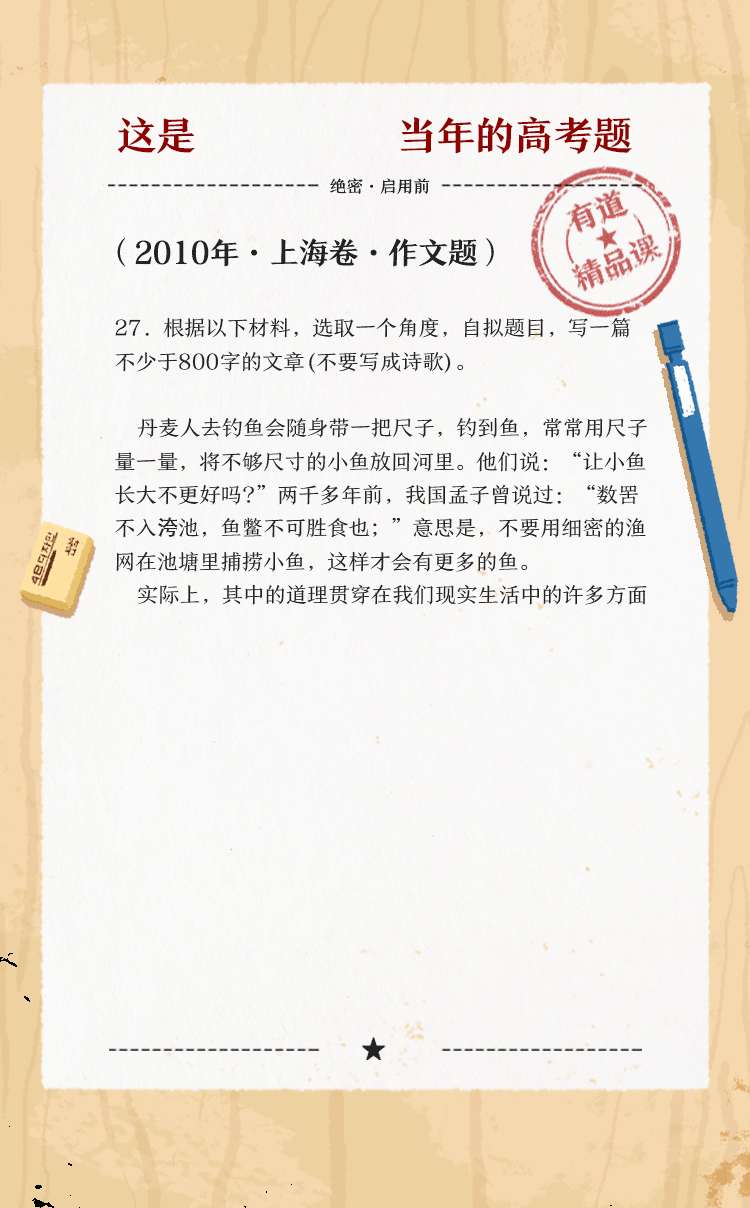 这是 当年的高考题
绝密·启用前
有道
精品课
（2010年·上海卷·作文题）
27. 根据以下材料，选取一个角度，自拟题目，写一篇
不少于800字的文章(不要写成诗歌)。
丹麦人去钓鱼会随身带一把尺子，钓到鱼，常常用尺子
量一量，将不够尺寸的小鱼放回河里。他们说：“让小鱼
长大不更好吗?”两千多年前，我国孟子曾说过：“数罟
不入洿池，鱼鳖不可胜食也；”意思是，不要用细密的渔
网在池塘里捕捞小鱼，这样才会有更多的鱼。
实际上，其中的道理贯穿在我们现实生活中的许多方面